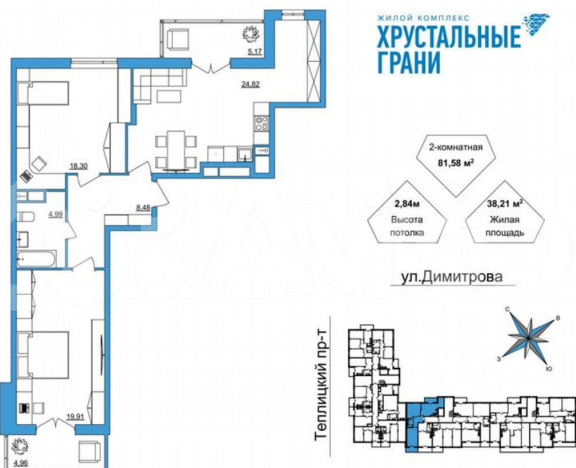 ЖИЛОЙ КОМПЛЕКС
ХРУСТАЛЬНЫЕ
ГРАНИ
5.17
24.82
18.30
2-комнатная
81,58 м²
4.99
8.48
2,84м
Высота
потолка
38,21 м²
Жилая
площадь
ул.Димитрова
Теплицкий пр-т
С
В
З
Ю
19.91
4.96